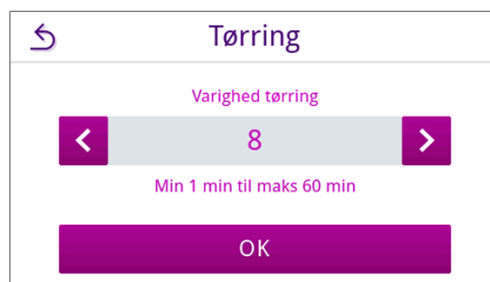 Tørring
Varighed tørring
8
Min 1 min til maks 60 min
OK